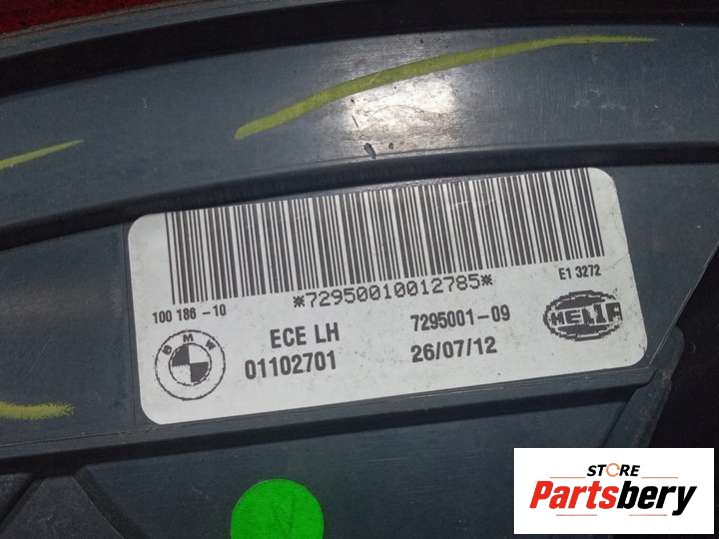 *72950010012785*
E1 3272
100 186-10
BMW
ECE LH
7295001-09
HELLA
01102701
26/07/12
STORE
Partsbery